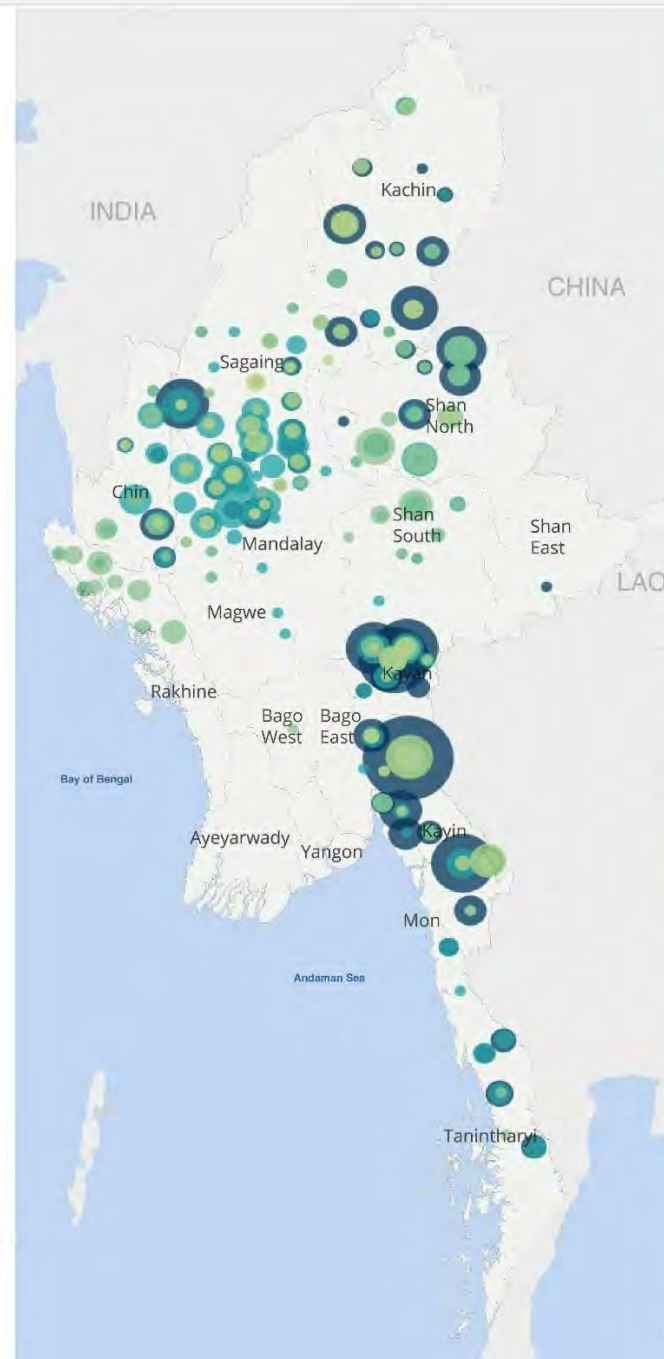 Kachin
INDIA
CHINA
Sagaing
Shan
North
Chin
Shan
South
Shan
East
Mandalay
LAO
Magwe
Kayah
Rakhine
Bago
West
Bago
East
Bay of Bengal
Kayin
Ayeyarwady
Yangon
Mon
Andaman Sea
Tanintharyi